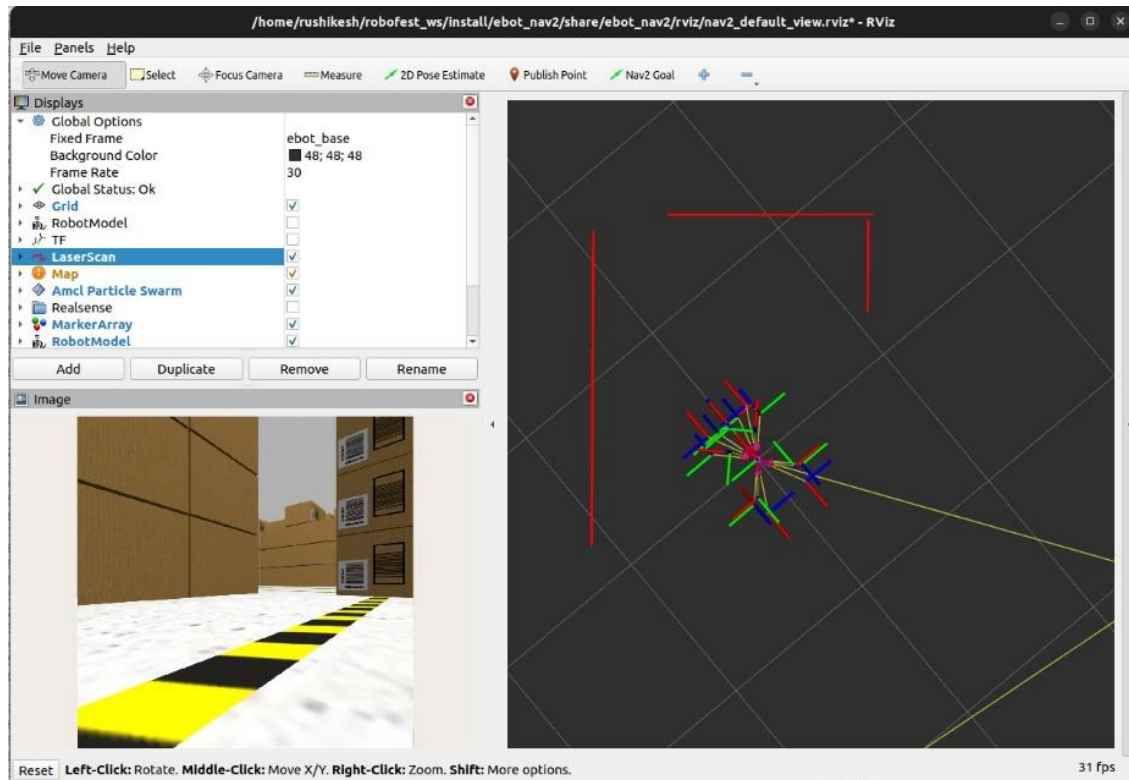 /home/rushikesh/robofest_ws/install/ebot_nav2/share/ebot_nav2/rviz/nav2_default_view.rviz* - RViz
File Panels Help
Move Camera Select Focus Camera Measure 2D Pose Estimate Publish Point Nav2 Goal
Displays
Global Options
Fixed Frame ebot_base
Background Color 48; 48; 48
Frame Rate 30
Global Status: Ok
Grid
RobotModel
TF
LaserScan
Map
Amcl Particle Swarm
Realsense
MarkerArray
RobotModel
Add Duplicate Remove Rename
Image
Reset Left-Click: Rotate. Middle-Click: Move X/Y. Right-Click: Zoom. Shift: More options. 31 fps